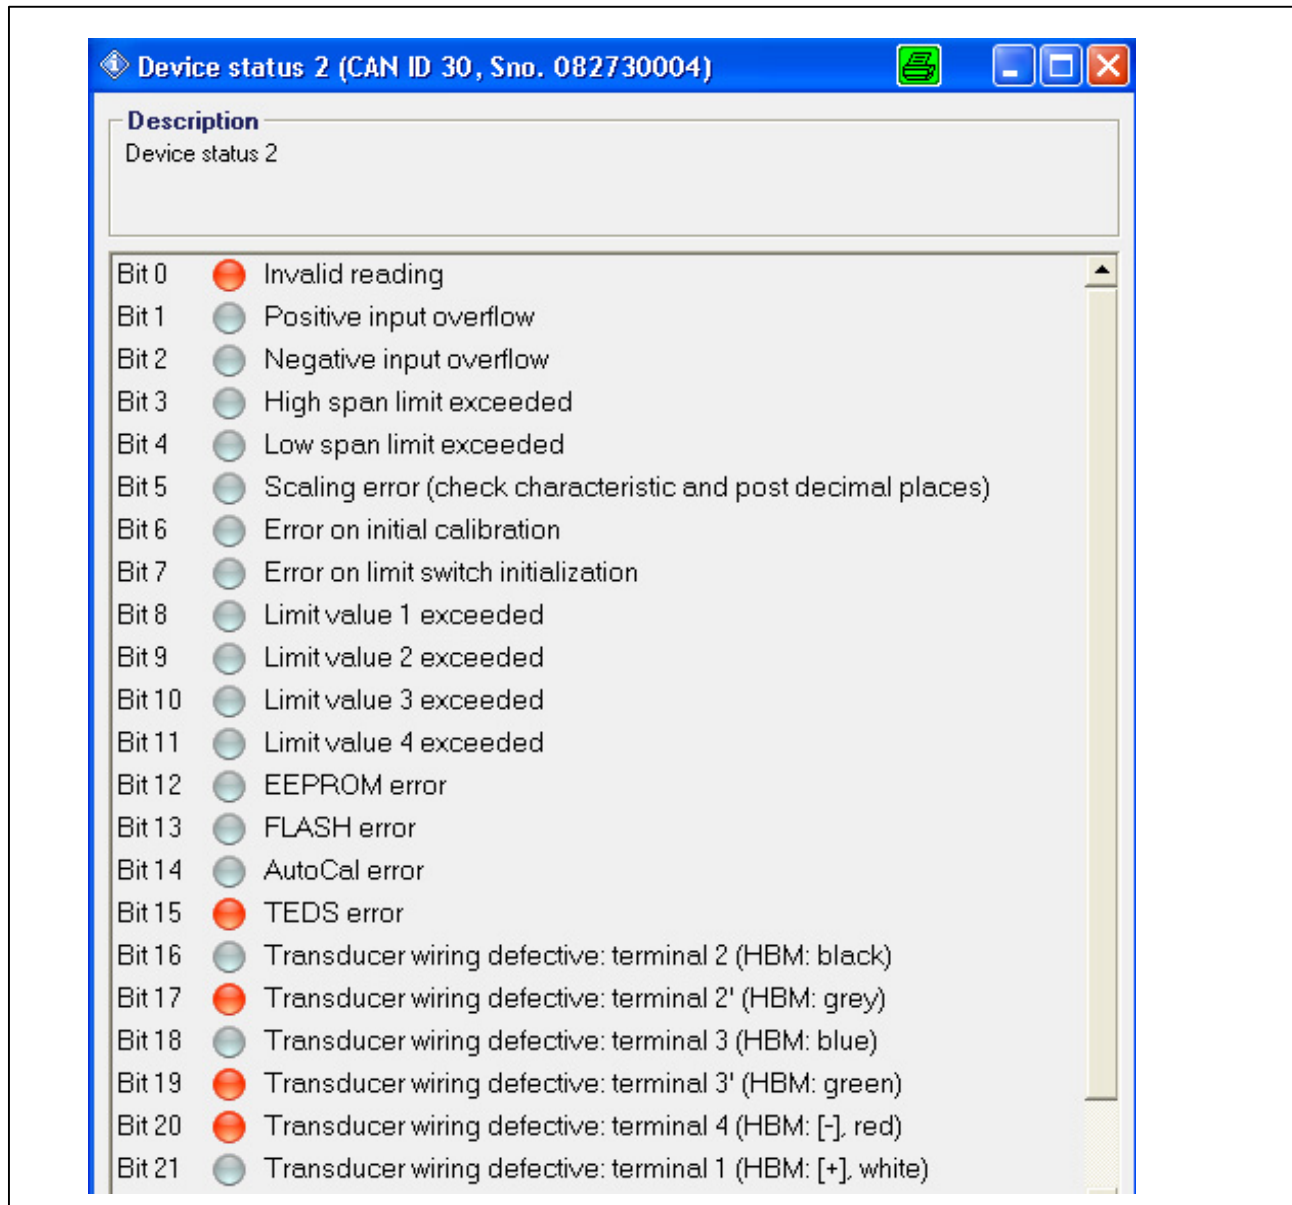 Device status 2 (CAN ID 30, Sno. 082730004)
Description
Device status 2
Bit 0 Invalid reading
Bit 1 Positive input overflow
Bit 2 Negative input overflow
Bit 3 High span limit exceeded
Bit 4 Low span limit exceeded
Bit 5 Scaling error (check characteristic and post decimal places)
Bit 6 Error on initial calibration
Bit 7 Error on limit switch initialization
Bit 8 Limit value 1 exceeded
Bit 9 Limit value 2 exceeded
Bit 10 Limit value 3 exceeded
Bit 11 Limit value 4 exceeded
Bit 12 EEPROM error
Bit 13 FLASH error
Bit 14 AutoCal error
Bit 15 TEDS error
Bit 16 Transducer wiring defective: terminal 2 (HBM: black)
Bit 17 Transducer wiring defective: terminal 2' (HBM: grey)
Bit 18 Transducer wiring defective: terminal 3 (HBM: blue)
Bit 19 Transducer wiring defective: terminal 3' (HBM: green)
Bit 20 Transducer wiring defective: terminal 4 (HBM: [-], red)
Bit 21 Transducer wiring defective: terminal 1 (HBM: [+], white)